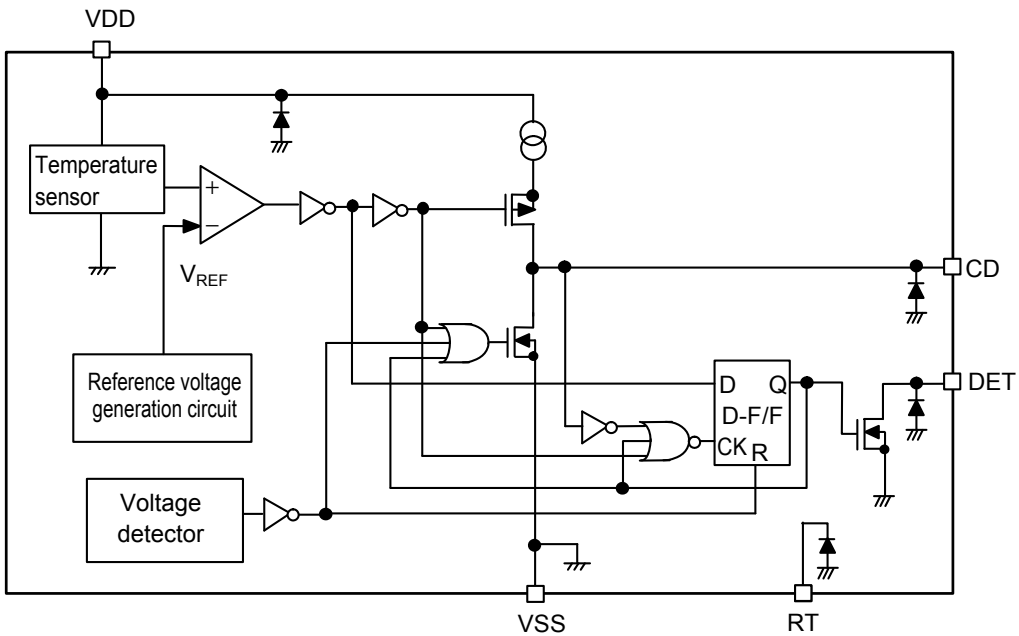 VDD
Temperature
sensor
+
−
VREF
CD
Reference voltage
generation circuit
D Q
D-F/F
CK R
DET
Voltage
detector
VSS
RT